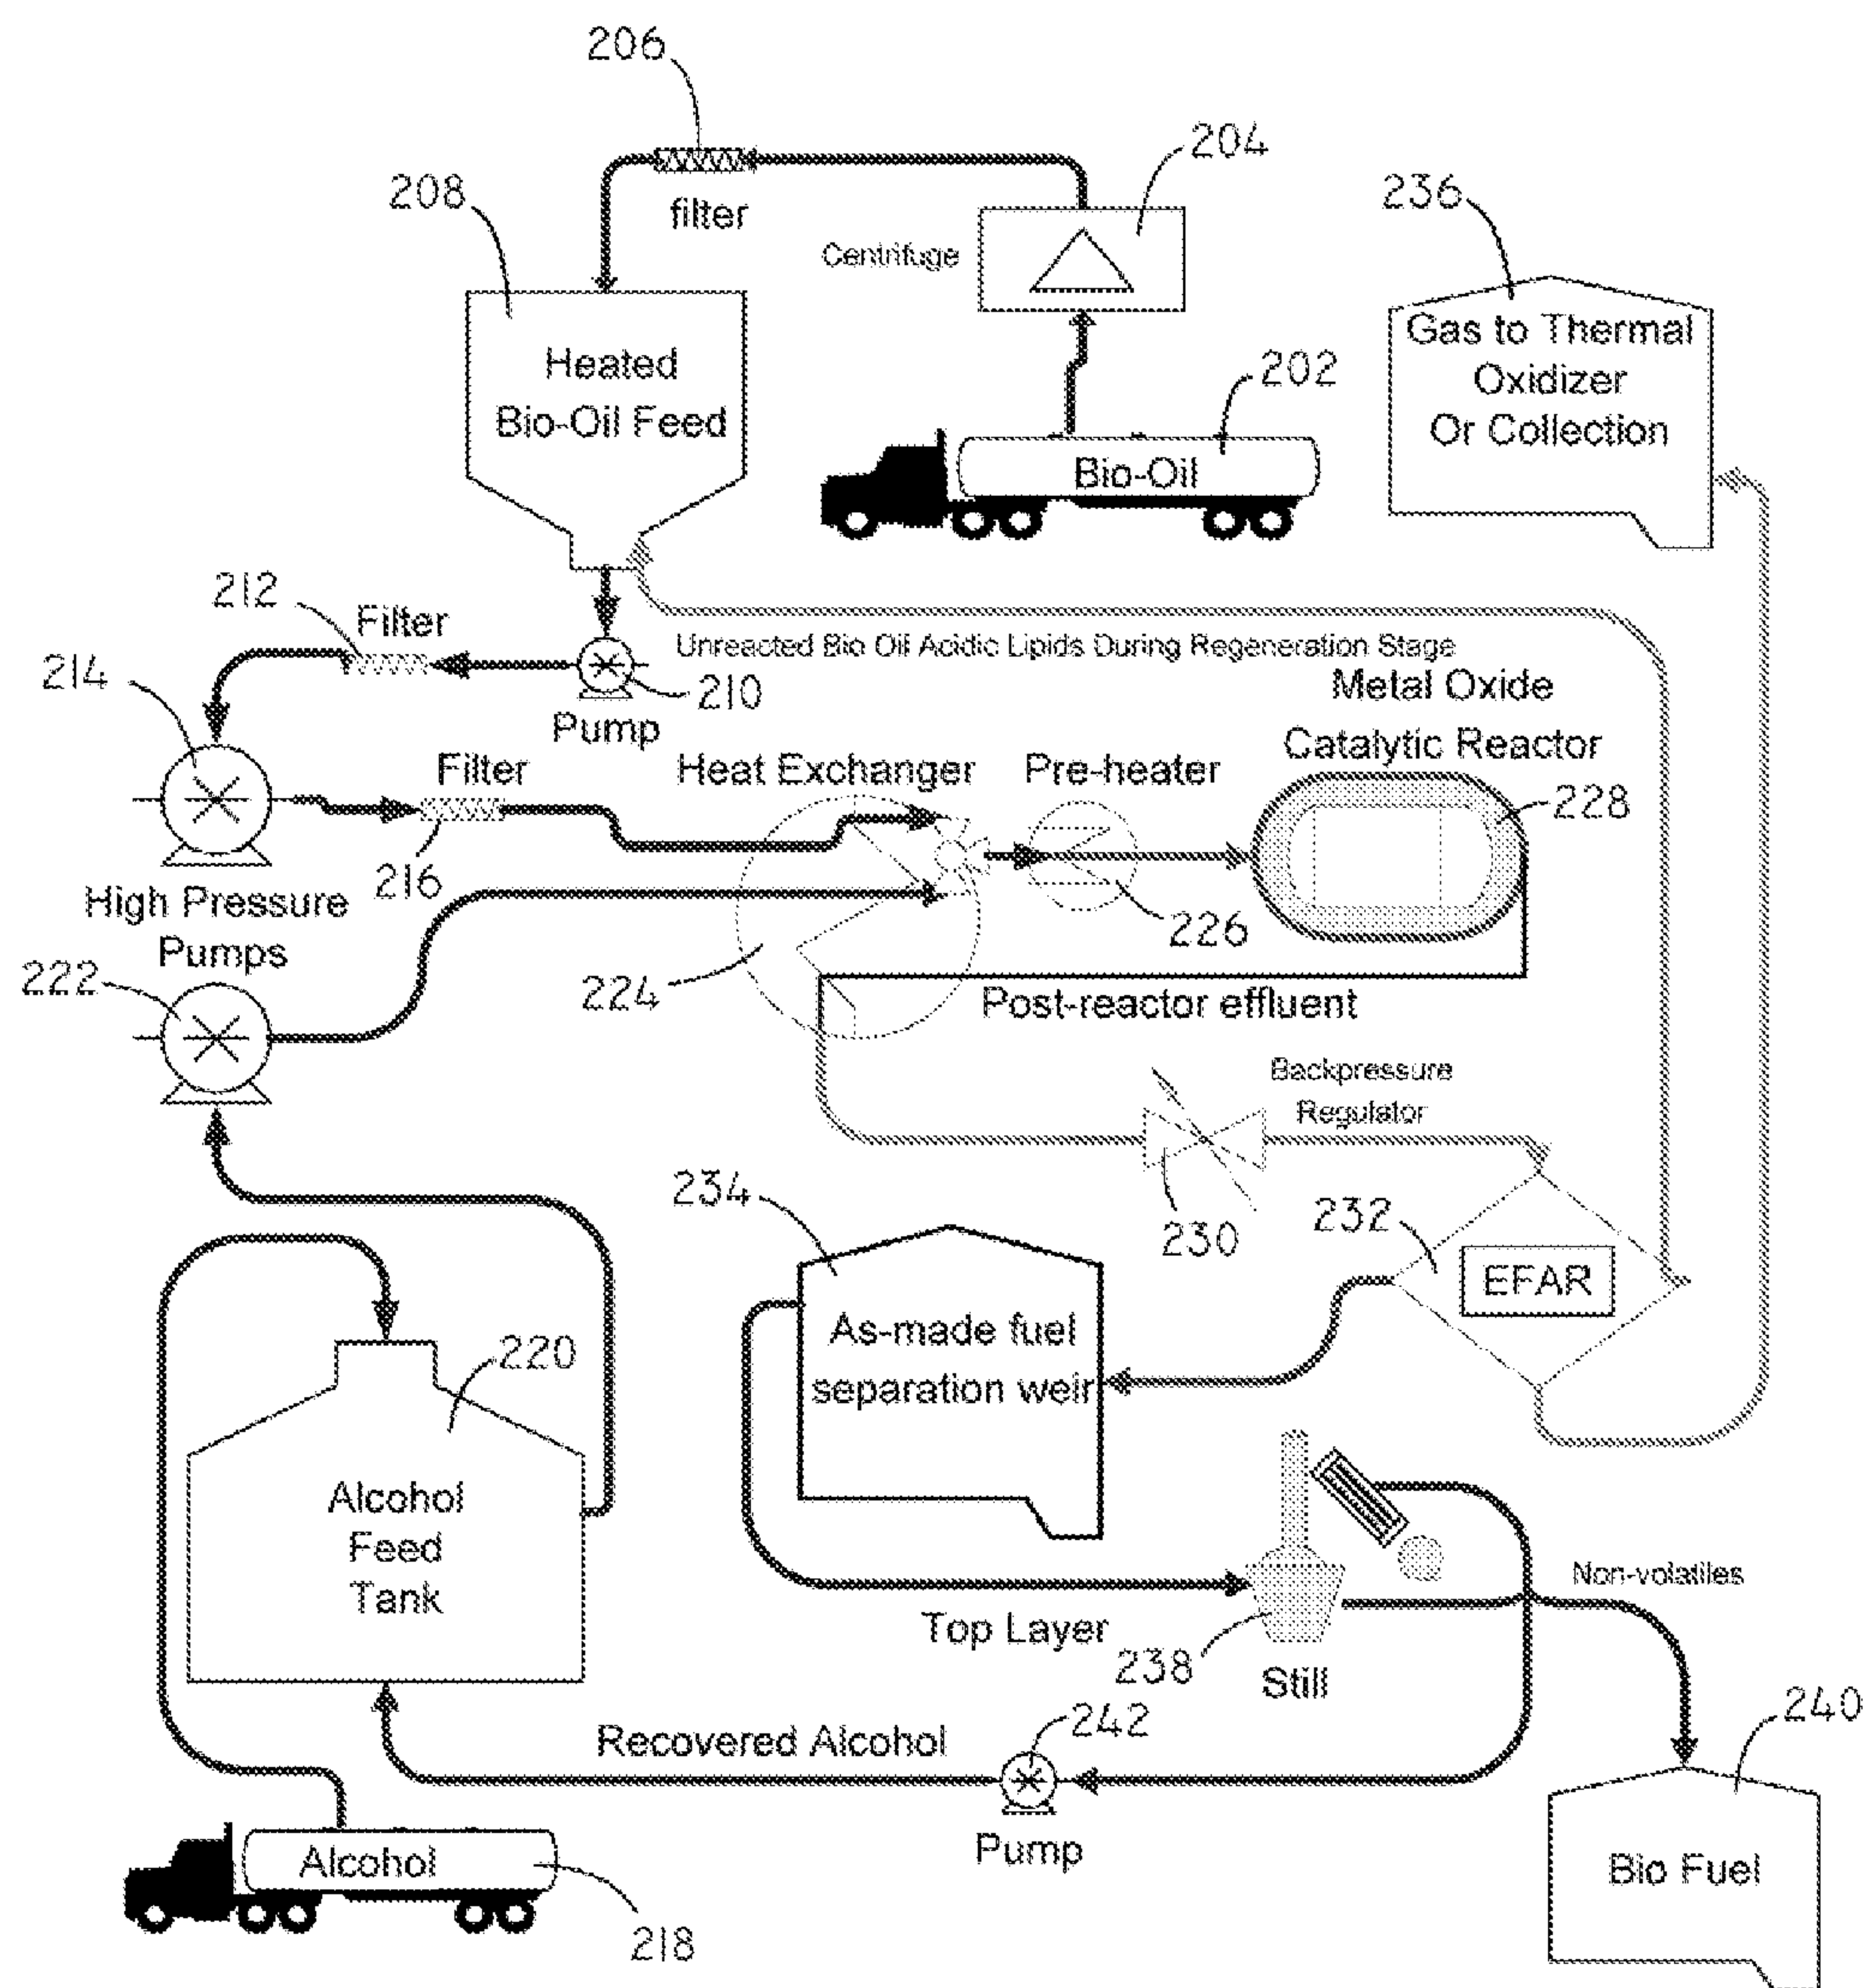 206
204
236
208
filter
Centrifuge
Gas to Thermal
Oxidizer
Or Collection
Heated
Bio-Oil Feed
202
Bio-Oil
212
Filter
Unreacted Bio Oil Acidic Lipids During Regeneration Stage
214
210
Pump
Metal Oxide
Catalytic Reactor
Filter
Heat Exchanger
Pre-heater
228
216
High Pressure
Pumps
226
222
224
Post-reactor effluent
Backpressure
Regulator
234
230
232
EFAR
As-made fuel
separation weir
220
Alcohol
Feed
Tank
Non-volatiles
Top Layer
238
Still
240
242
Recovered Alcohol
Pump
Alcohol
Bio Fuel
218